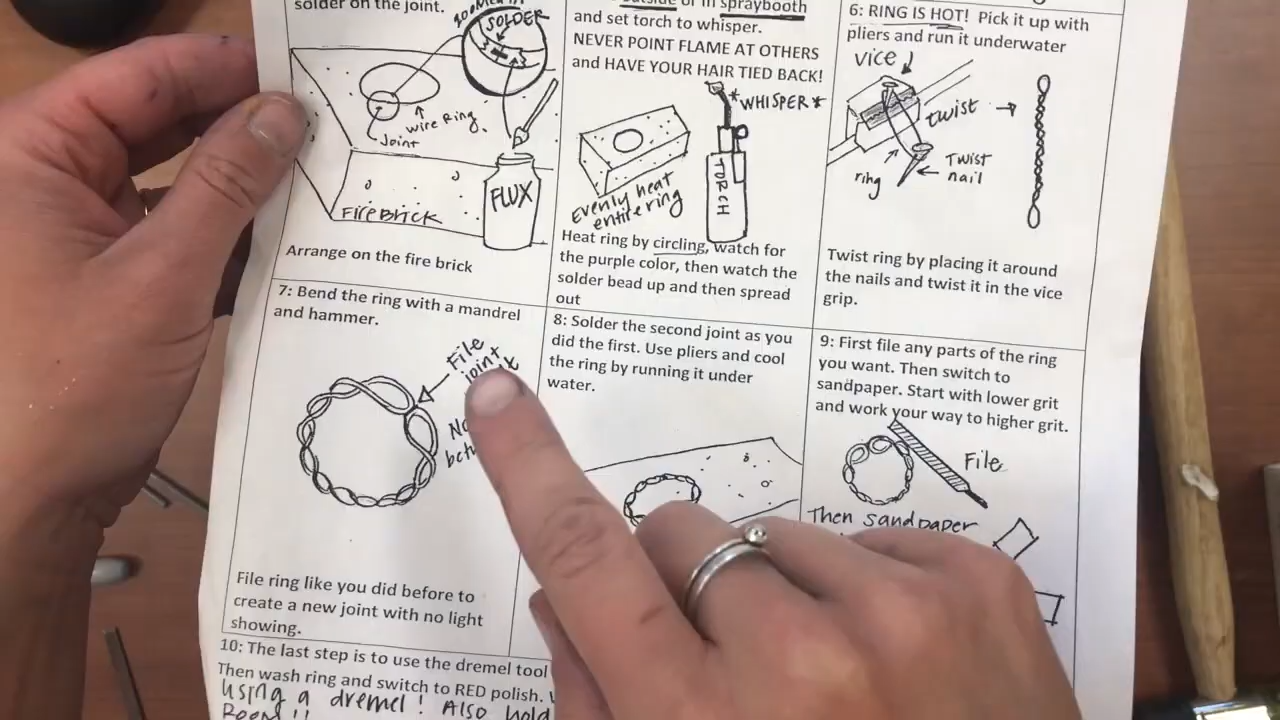 solder on the joint.
ZOOMED IN
SOLDER
wire ring.
Joint
FLUX
FireBrick
Arrange on the fire brick
outside or in spraybooth
and set torch to whisper.
NEVER POINT FLAME AT OTHERS
and HAVE YOUR HAIR TIED BACK!
*WHISPER*
TORCH
Evenly heat
entire ring
Heat ring by circling, watch for
the purple color, then watch the
solder bead up and then spread
out
6: RING IS HOT! Pick it up with
pliers and run it underwater
vice
twist
ring
Twist
nail
Twist ring by placing it around
the nails and twist it in the vice
grip.
7: Bend the ring with a mandrel
and hammer.
File
joint
File ring like you did before to
create a new joint with no light
showing.
8: Solder the second joint as you
did the first. Use pliers and cool
the ring by running it under
water.
9: First file any parts of the ring
you want. Then switch to
sandpaper. Start with lower grit
and work your way to higher grit.
File
Then sandpaper
10: The last step is to use the dremel tool
Then wash ring and switch to RED polish.
Using a dremel! Also hold